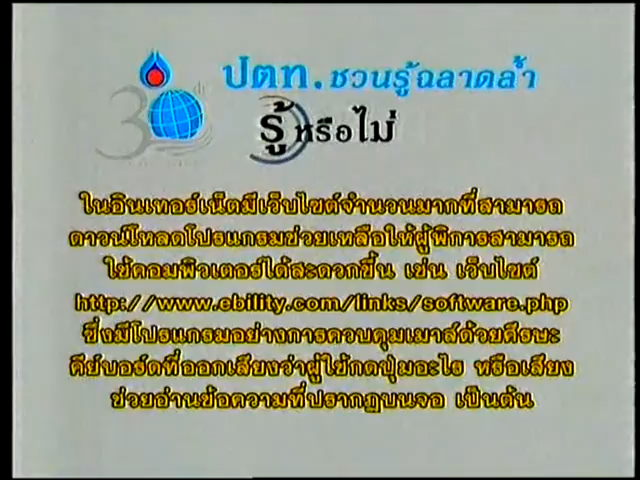 ปตท. ชวนรู้ฉลาดล้ำ
30
รู้หรือไม่
ในอินเทอร์เน็ตมีเว็บไซต์จำนวนมากที่สามารถ
ดาวน์โหลดโปรแกรมช่วยเหลือให้ผู้พิการสามารถ
ใช้คอมพิวเตอร์ได้สะดวกขึ้น เช่น เว็บไซต์
http://www.ebility.com/links/software.php
ซึ่งมีโปรแกรมอย่างการควบคุมเมาส์ด้วยศีรษะ
คีย์บอร์ดที่ออกเสียงว่าผู้ใช้กดปุ่มอะไร หรือเสียง
ช่วยอ่านข้อความที่ปรากฏบนจอ เป็นต้น